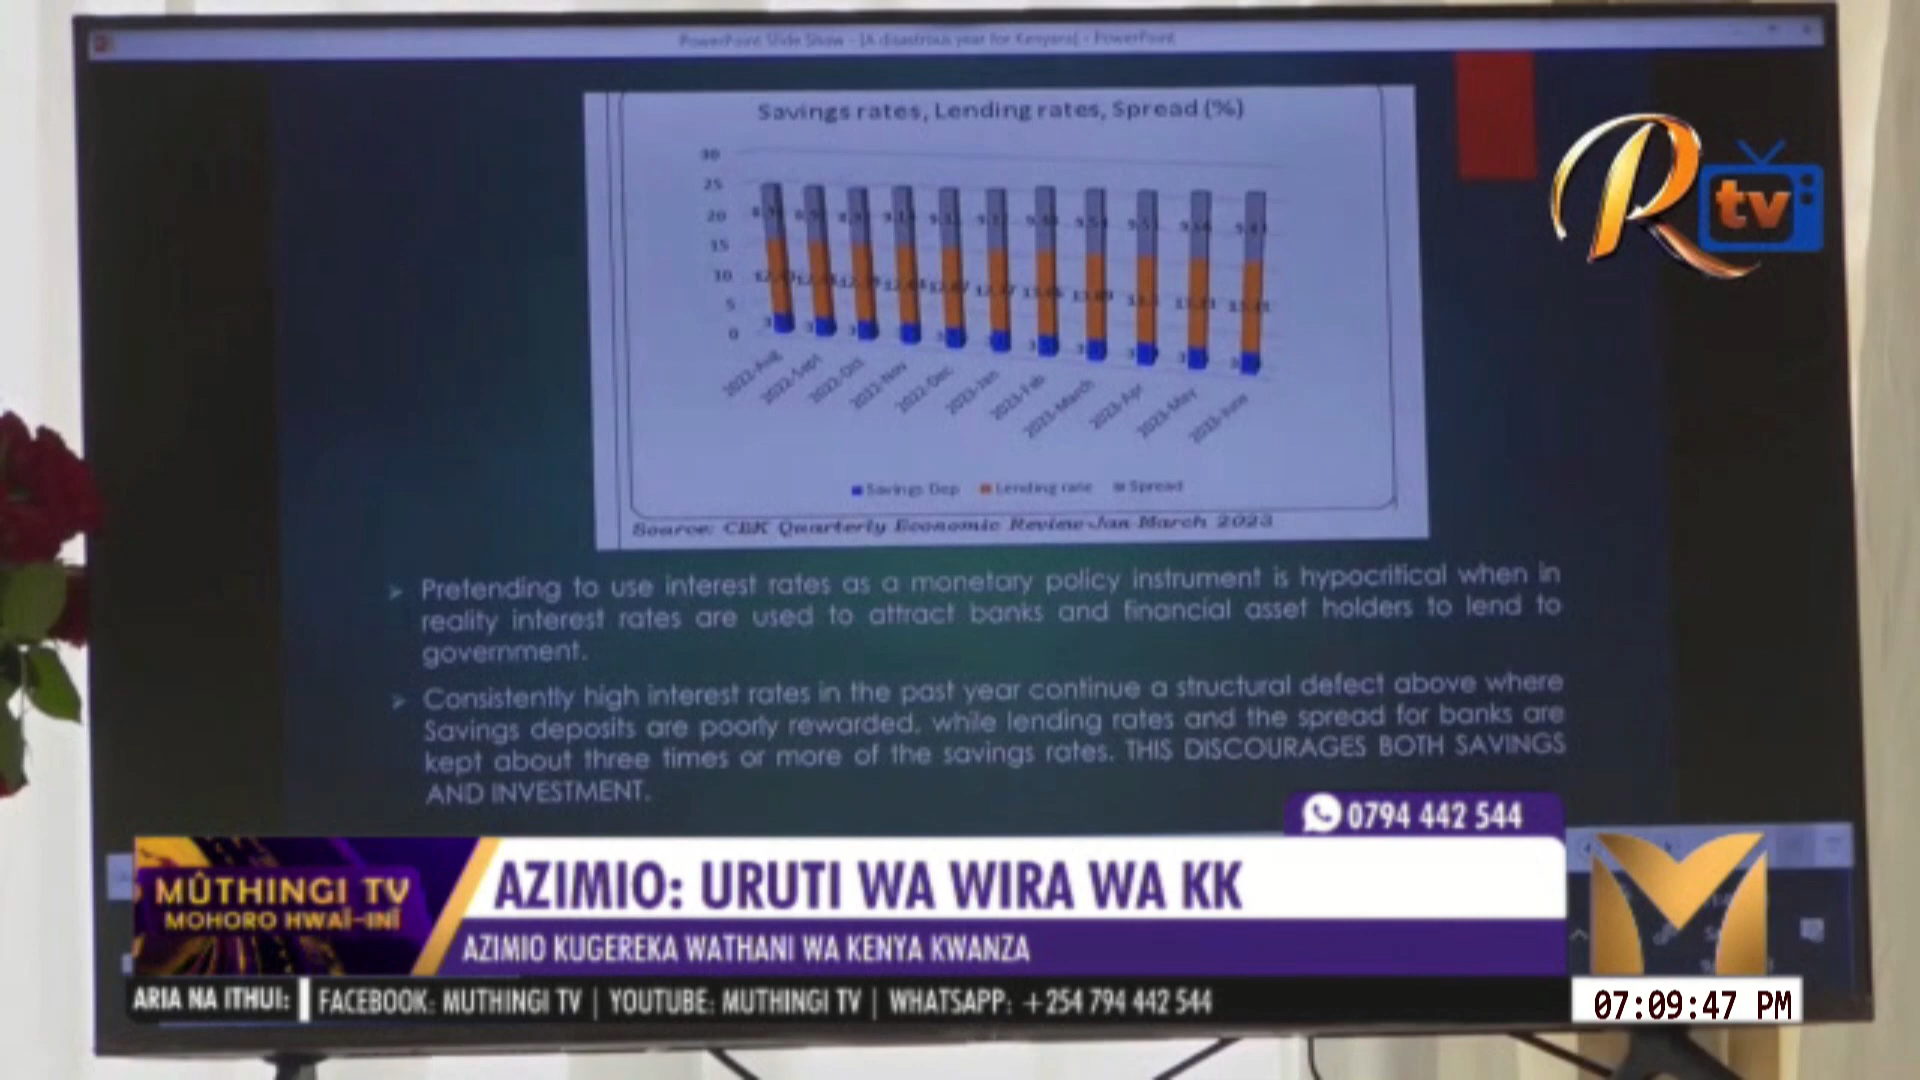 PowerPoint Slide Show - [A disastrous year for Kenyans] - PowerPoint
Savings rates, Lending rates, Spread (%)
30
25
20
15
10
5
0
2022-Aug
2022-Sept
2022-Oct
2022-Nov
2022-Dec
2023-Jan
2023-Feb
2023-March
2023-Apr
2023-May
2023-June
Savings Dep Lending rate Spread
Source: CBK Quarterly Economic Review-Jan-March 2023
R tv
➢ Pretending to use interest rates as a monetary policy instrument is hypocritical when in
reality interest rates are used to attract banks and financial asset holders to lend to
government.
➢ Consistently high interest rates in the past year continue a structural defect above where
Savings deposits are poorly rewarded, while lending rates and the spread for banks are
kept about three times or more of the savings rates. THIS DISCOURAGES BOTH SAVINGS
AND INVESTMENT.
0794 442 544
MŨTHINGI TV
MOHORO HWAĨ-INĨ
AZIMIO: URUTI WA WIRA WA KK
AZIMIO KUGEREKA WATHANI WA KENYA KWANZA
ARIA NA ITHUI: FACEBOOK: MUTHINGI TV | YOUTUBE: MUTHINGI TV | WHATSAPP: +254 794 442 544
07:09:47 PM